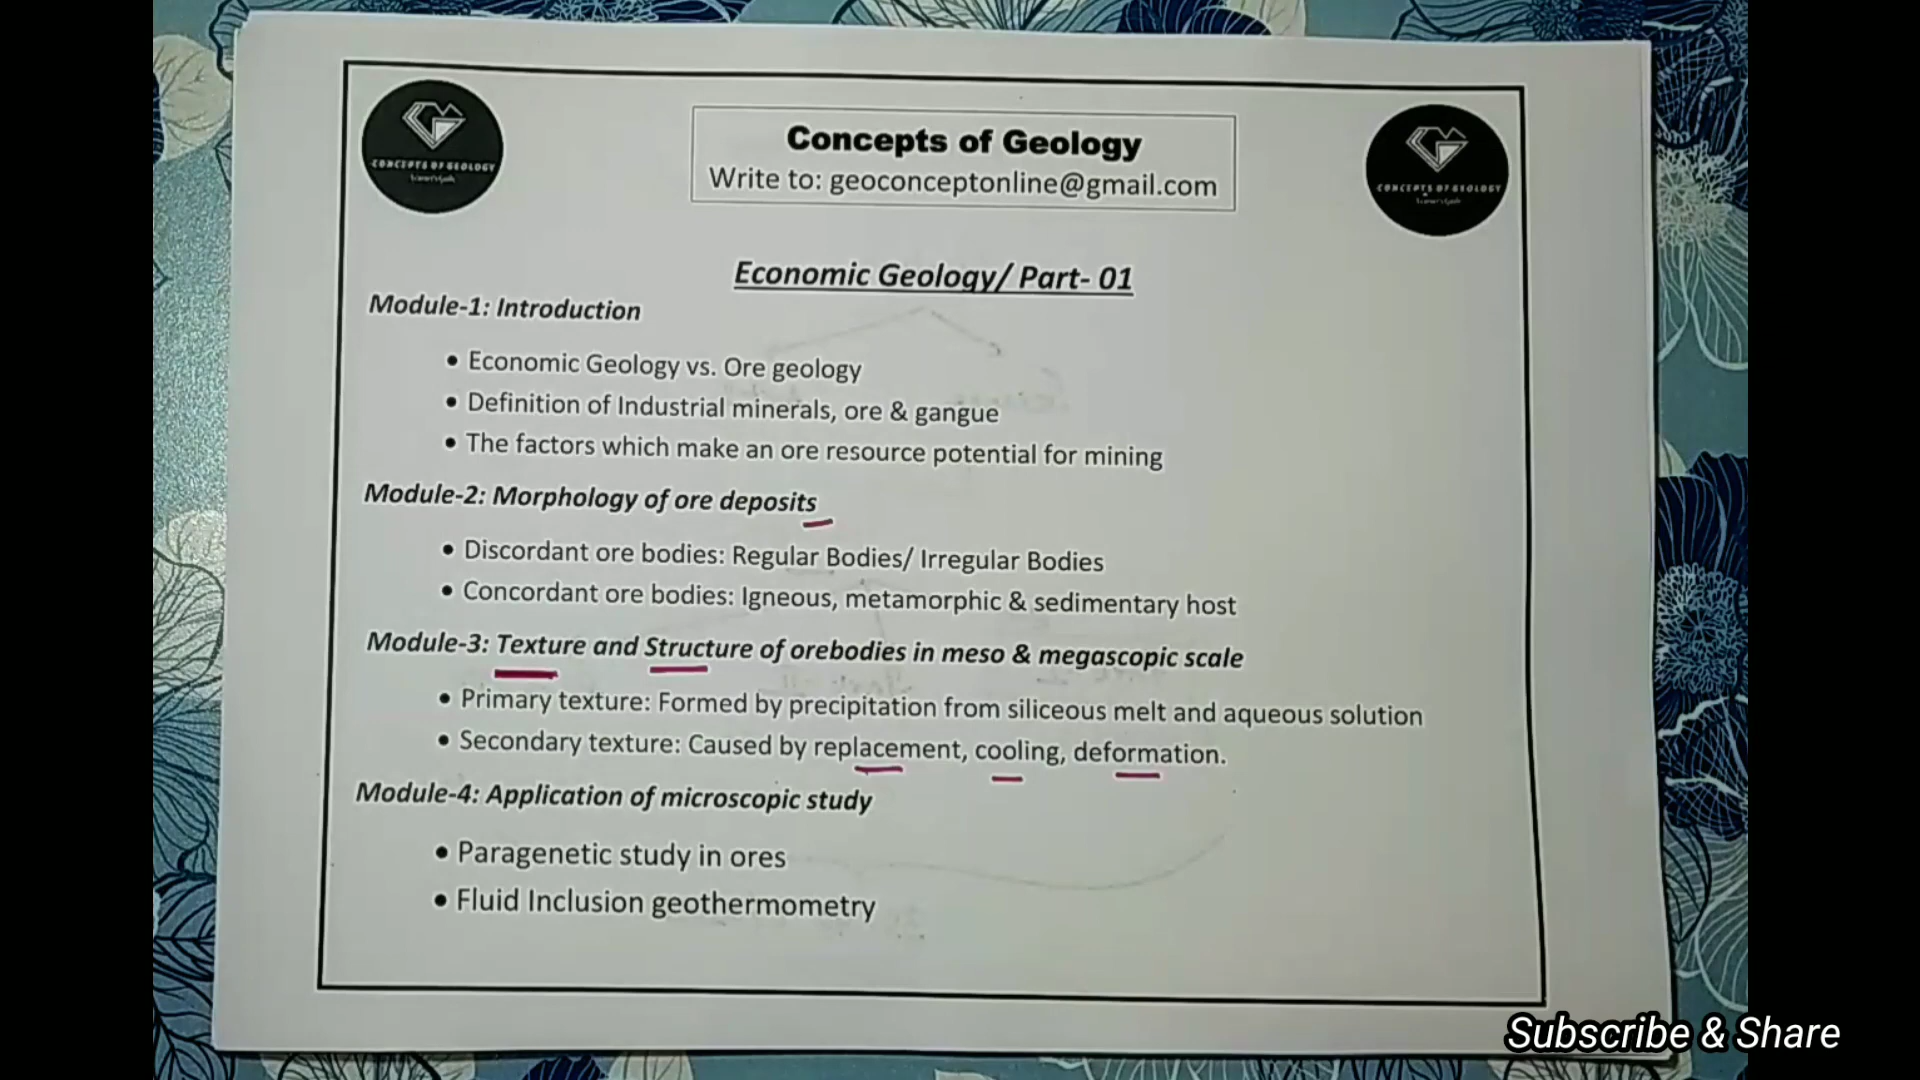 CONCEPTS OF GEOLOGY
Concepts of Geology
Write to: geoconceptonline@gmail.com
CONCEPTS OF GEOLOGY
Economic Geology/ Part- 01
Module-1: Introduction
• Economic Geology vs. Ore geology
• Definition of Industrial minerals, ore & gangue
• The factors which make an ore resource potential for mining
Module-2: Morphology of ore deposits
• Discordant ore bodies: Regular Bodies/ Irregular Bodies
• Concordant ore bodies: Igneous, metamorphic & sedimentary host
Module-3: Texture and Structure of orebodies in meso & megascopic scale
• Primary texture: Formed by precipitation from siliceous melt and aqueous solution
• Secondary texture: Caused by replacement, cooling, deformation.
Module-4: Application of microscopic study
• Paragenetic study in ores
• Fluid Inclusion geothermometry
Subscribe & Share